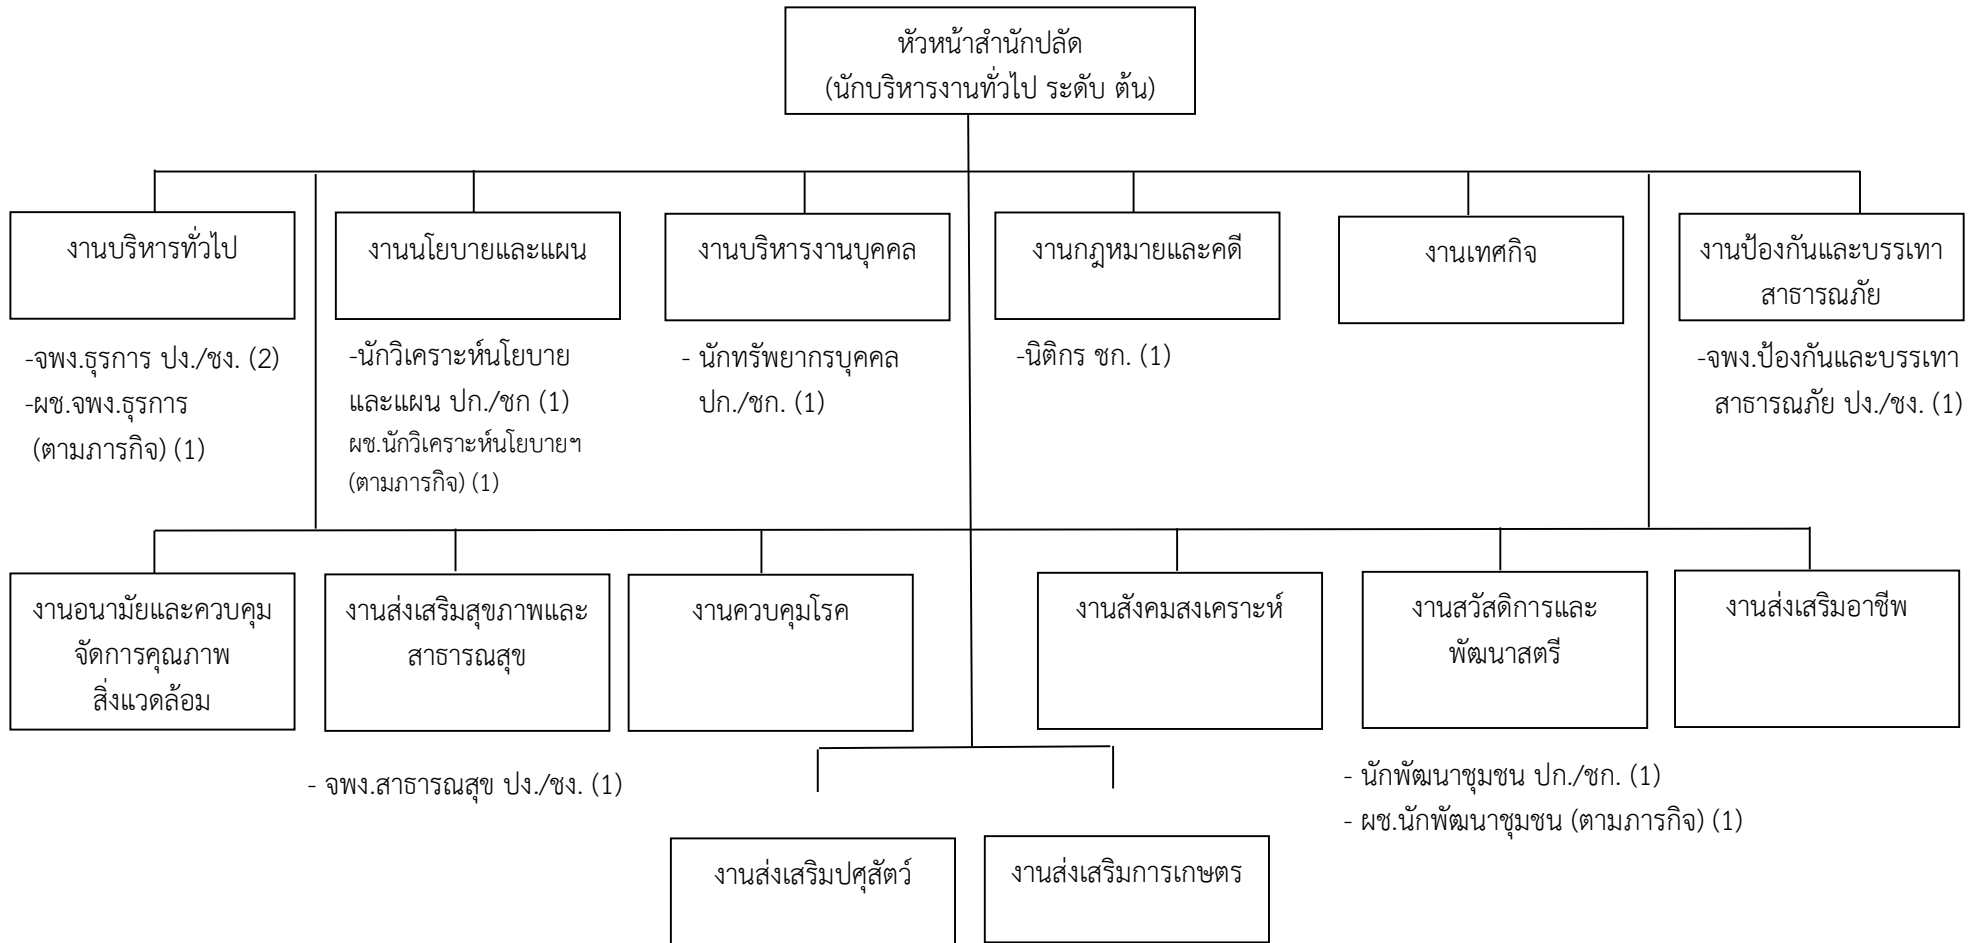 หัวหน้าสำนักปลัด
(นักบริหารงานทั่วไป ระดับ ต้น)
งานบริหารทั่วไป
-จพง.ธุรการ ปง./ชง. (2)
-ผช.จพง.ธุรการ
(ตามภารกิจ) (1)
งานนโยบายและแผน
-นักวิเคราะห์นโยบาย
และแผน ปก./ชก (1)
ผช.นักวิเคราะห์นโยบายฯ
(ตามภารกิจ) (1)
งานบริหารงานบุคคล
- นักทรัพยากรบุคคล
ปก./ชก. (1)
งานกฎหมายและคดี
-นิติกร ชก. (1)
งานเทศกิจ
งานป้องกันและบรรเทา
สาธารณภัย
-จพง.ป้องกันและบรรเทา
สาธารณภัย ปง./ชง. (1)
งานอนามัยและควบคุม
จัดการคุณภาพ
สิ่งแวดล้อม
งานส่งเสริมสุขภาพและ
สาธารณสุข
- จพง.สาธารณสุข ปง./ชง. (1)
งานควบคุมโรค
งานสังคมสงเคราะห์
งานสวัสดิการและ
พัฒนาสตรี
- นักพัฒนาชุมชน ปก./ชก. (1)
- ผช.นักพัฒนาชุมชน (ตามภารกิจ) (1)
งานส่งเสริมอาชีพ
งานส่งเสริมปศุสัตว์
งานส่งเสริมการเกษตร